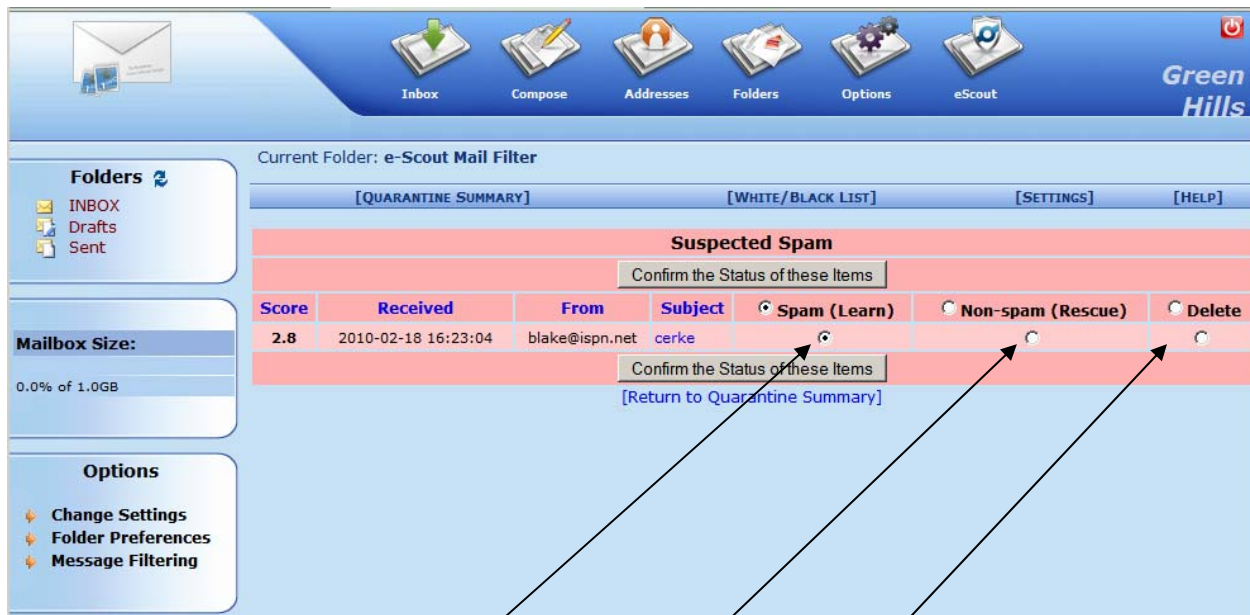 Inbox
Compose
Addresses
Folders
Options
eScout
Green
Hills
Current Folder: e-Scout Mail Filter
Folders
INBOX
Drafts
Sent
[QUARANTINE SUMMARY] [WHITE/BLACK LIST] [SETTINGS] [HELP]
Suspected Spam
Confirm the Status of these Items
Score Received From Subject Spam (Learn) Non-spam (Rescue) Delete
2.8 2010-02-18 16:23:04 blake@ispn.net cerke
Confirm the Status of these Items
[Return to Quarantine Summary]
Mailbox Size:
0.0% of 1.0GB
Options
Change Settings
Folder Preferences
Message Filtering